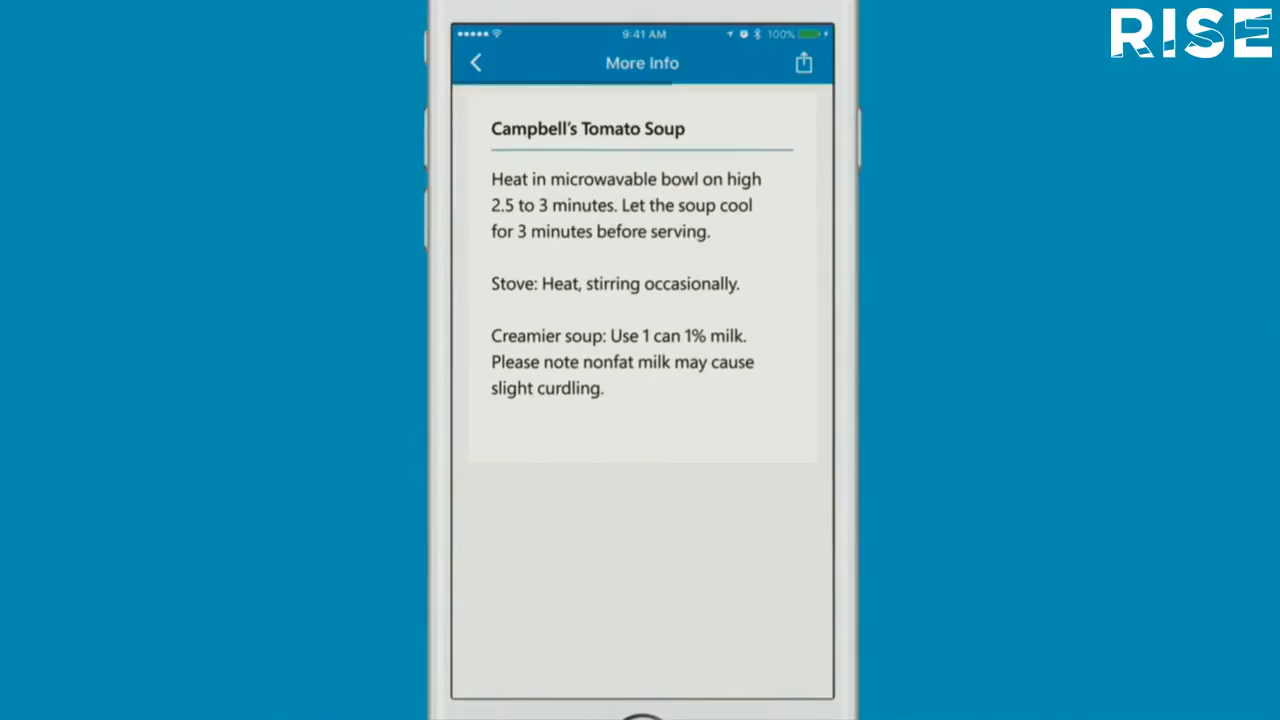 RISE
9:41 AM
100%
More Info
Campbell's Tomato Soup
Heat in microwavable bowl on high
2.5 to 3 minutes. Let the soup cool
for 3 minutes before serving.
Stove: Heat, stirring occasionally.
Creamier soup: Use 1 can 1% milk.
Please note nonfat milk may cause
slight curdling.